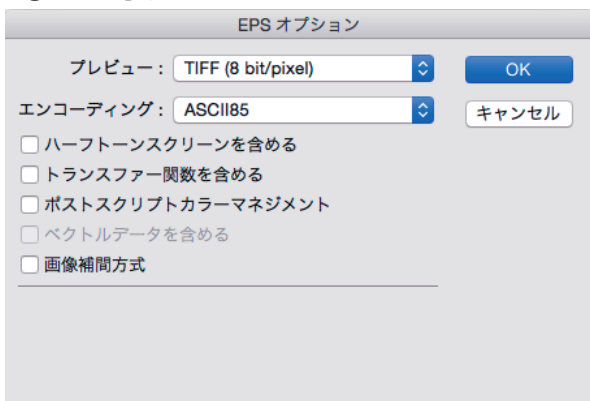 EPS オプション
プレビュー： TIFF (8 bit/pixel) OK
エンコーディング： ASCII85 キャンセル
ハーフトーンスクリーンを含める
トランスファー関数を含める
ポストスクリプトカラーマネジメント
ベクトルデータを含める
画像補間方式